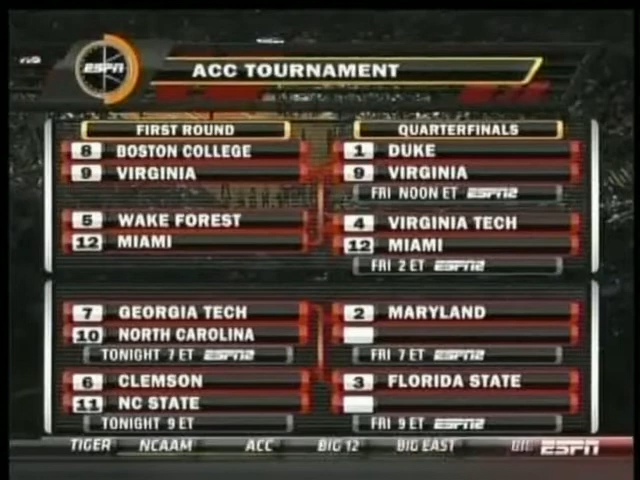 ESPN
ACC TOURNAMENT
FIRST ROUND
8 BOSTON COLLEGE
9 VIRGINIA
5 WAKE FOREST
12 MIAMI
QUARTERFINALS
1 DUKE
9 VIRGINIA
FRI NOON ET ESPN2
4 VIRGINIA TECH
12 MIAMI
FRI 2 ET ESPN2
7 GEORGIA TECH
10 NORTH CAROLINA
TONIGHT 7 ET ESPN2
6 CLEMSON
11 NC STATE
TONIGHT 9 ET
2 MARYLAND
FRI 7 ET ESPN2
3 FLORIDA STATE
FRI 9 ET ESPN2
TIGER NCAAM ACC BIG 12 BIG EAST BIG ESPN